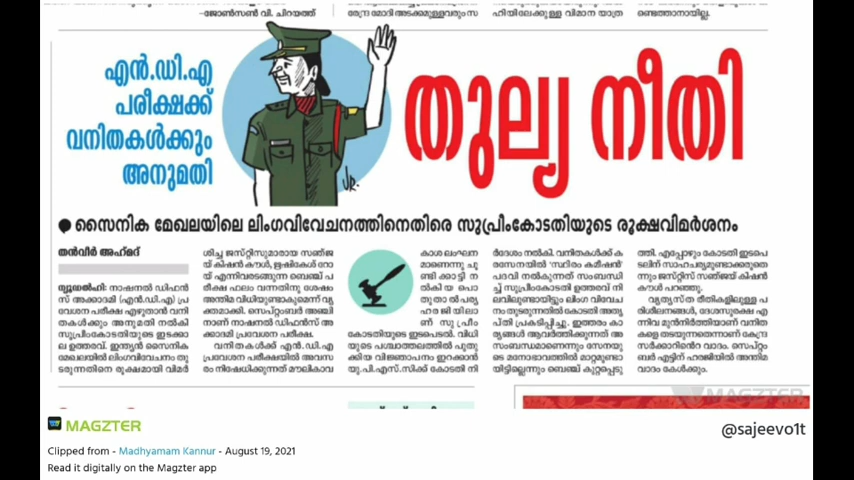 –ജോൺസൺ വി. ചിറയത്ത്
എൻ.ഡി.എ
പരീക്ഷക്ക്
വനിതകൾക്കും
അനുമതി
തുല്യ നീതി
സൈനിക മേഖലയിലെ ലിംഗവിവേചനത്തിനെതിരെ സുപ്രീംകോടതിയുടെ രൂക്ഷവിമർശനം
തൻവീർ അഹ്മദ്
ന്യൂഡൽഹി: നാഷനൽ ഡിഫൻ
സ് അക്കാദമി (എൻ.ഡി.എ) പ്ര
വേശന പരീക്ഷ എഴുതാൻ വനി
തകൾക്കും അനുമതി നൽകി
സുപ്രീംകോടതിയുടെ ഇടക്കാ
ല ഉത്തരവ്. ഇന്ത്യൻ സൈനിക
മേഖലയിൽ ലിംഗവിവേചനം തു
ടരുന്നതിനെ രൂക്ഷമായി വിമർ
ശിച്ച ജസ്റ്റിസുമാരായ സഞ്ജ
യ് കിഷൻ കൗൾ, ഋഷികേശ് റോ
യ് എന്നിവരടങ്ങുന്ന ബെഞ്ച് പ
രീക്ഷ ഫലം വന്നതിനു ശേഷം
അന്തിമ വിധിയുണ്ടാകുമെന്ന് വ്യ
ക്തമാക്കി. സെപ്റ്റംബർ അഞ്ചി
നാണ് നാഷനൽ ഡിഫൻസ് അ
ക്കാദമി പ്രവേശന പരീക്ഷ.
വനിതകൾക്ക് എൻ.ഡി.എ
പ്രവേശന പരീക്ഷയിൽ അവസ
രം നിഷേധിക്കുന്നത് മൗലികാവ
കാശ ലംഘന
മാണെന്നു ചൂ
ണ്ടിക്കാട്ടി ന
ൽകിയ പൊ
തുതാൽപര്യ
ഹരജിയിലാ
ണ് സുപ്രീം
കോടതിയുടെ ഇടപെടൽ. വിധി
യുടെ പശ്ചാത്തലത്തിൽ പുതു
ക്കിയ വിജ്ഞാപനം ഇറക്കാൻ
യു.പി.എസ്.സിക്ക് കോടതി നി
ർദേശം നൽകി. വനിതകൾക്ക് ക
രസേനയിൽ 'സ്ഥിരം കമീഷൻ'
പദവി നൽകുന്നത് സംബന്ധി
ച്ച് സുപ്രീംകോടതി ഉത്തരവ് നി
ലവിലുണ്ടായിട്ടും ലിംഗ വിവേച
നം തുടരുന്നതിൽ കോടതി അതൃ
പ്തി പ്രകടിപ്പിച്ചു. ഇത്തരം കാ
ര്യങ്ങൾ ആവർത്തിക്കുന്നത് അ
സംബന്ധമാണെന്നും സേനയു
ടെ മനോഭാവത്തിൽ മാറ്റമുണ്ടാ
യിട്ടില്ലെന്നും ബെഞ്ച് കുറ്റപ്പെടു
ത്തി. എപ്പോഴും കോടതി ഇടപെ
ടലിന് സാഹചര്യമുണ്ടാക്കരുതെ
ന്നും ജസ്റ്റിസ് സഞ്ജയ് കിഷൻ
കൗൾ പറഞ്ഞു.
വ്യത്യസ്ത രീതികളിലുള്ള പ
രിശീലനങ്ങൾ, ദേശസുരക്ഷ എ
ന്നിവ മുൻനിർത്തിയാണ് വനിത
കളെ തടയുന്നതെന്നാണ് കേന്ദ്ര
സർക്കാറിൻെറ വാദം. സെപ്റ്റം
ബർ എട്ടിന് ഹരജിയിൽ അന്തിമ
വാദം കേൾക്കും.
MAGZTER
MAGZTER
@sajeevo1t
Clipped from - Madhyamam Kannur - August 19, 2021
Read it digitally on the Magzter app